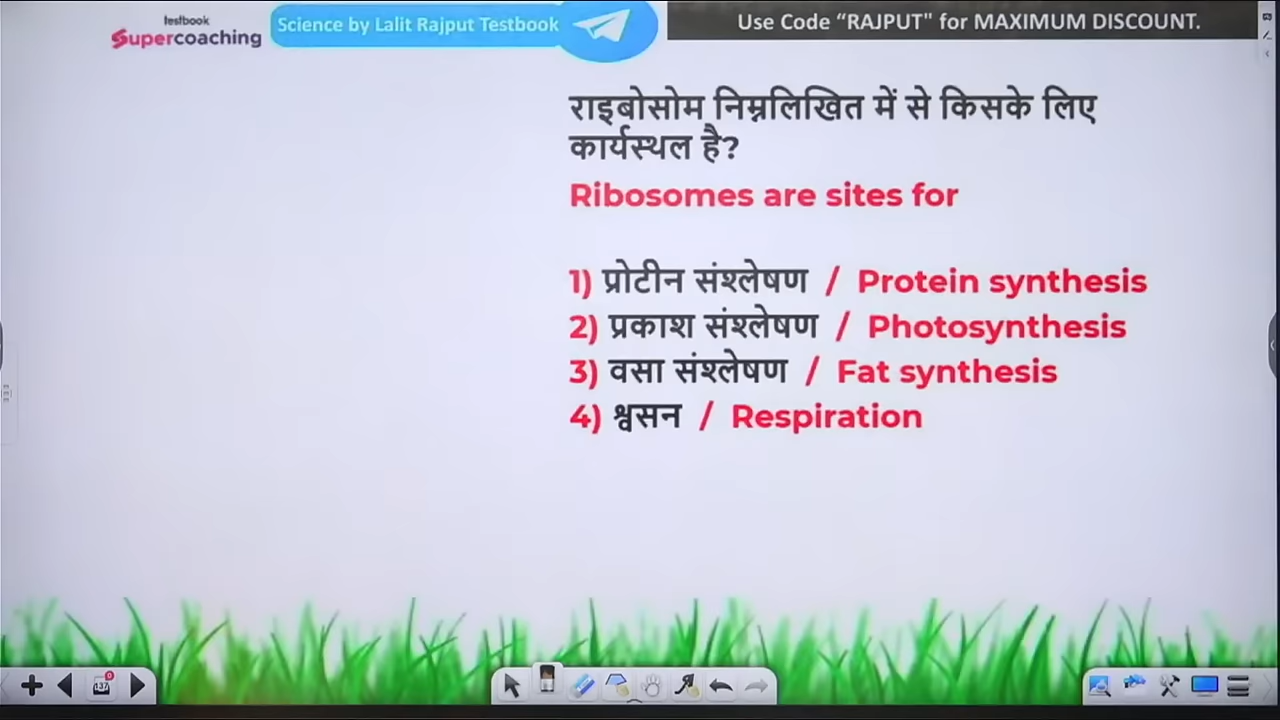 testbook
Supercoaching
Science by Lalit Rajput Testbook
Use Code “RAJPUT" for MAXIMUM DISCOUNT.
राइबोसोम निम्नलिखित में से किसके लिए
कार्यस्थल है?
Ribosomes are sites for
1) प्रोटीन संश्लेषण / Protein synthesis
2) प्रकाश संश्लेषण / Photosynthesis
3) वसा संश्लेषण / Fat synthesis
4) श्वसन / Respiration
137